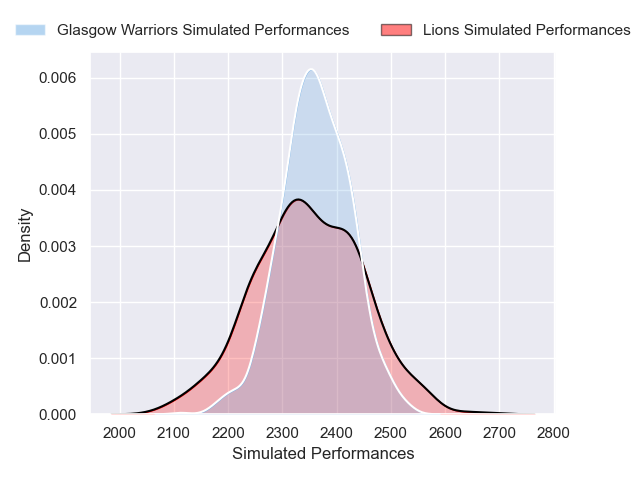 Glasgow Warriors Simulated Performances Lions Simulated Performances
0.006
0.005
0.004
0.003
0.002
0.001
0.000
Density
2000 2100 2200 2300 2400 2500 2600 2700 2800
Simulated Performances